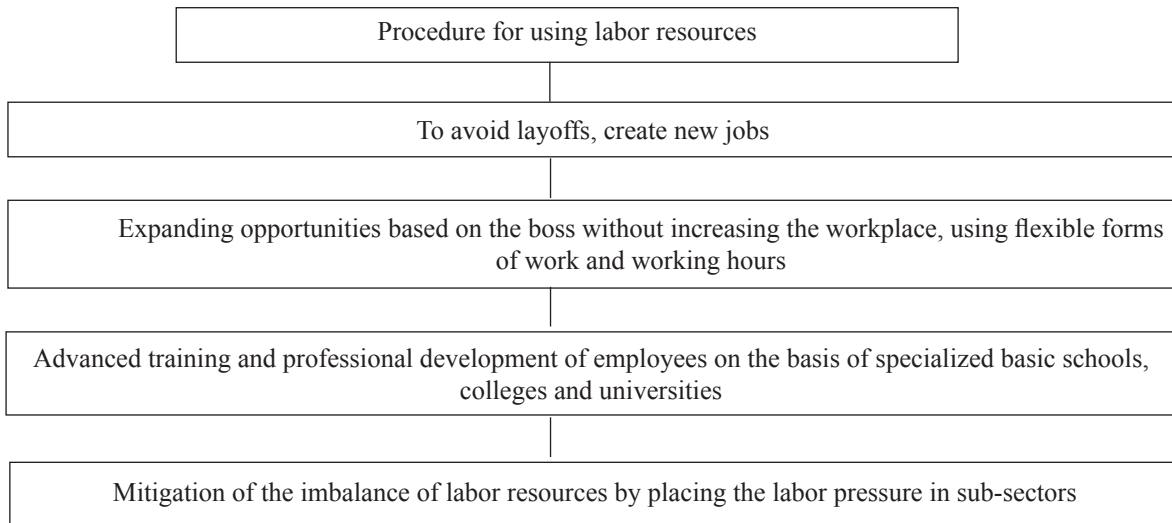 Procedure for using labor resources
To avoid layoffs, create new jobs
Expanding opportunities based on the boss without increasing the workplace, using flexible forms
of work and working hours
Advanced training and professional development of employees on the basis of specialized basic schools,
colleges and universities
Mitigation of the imbalance of labor resources by placing the labor pressure in sub-sectors